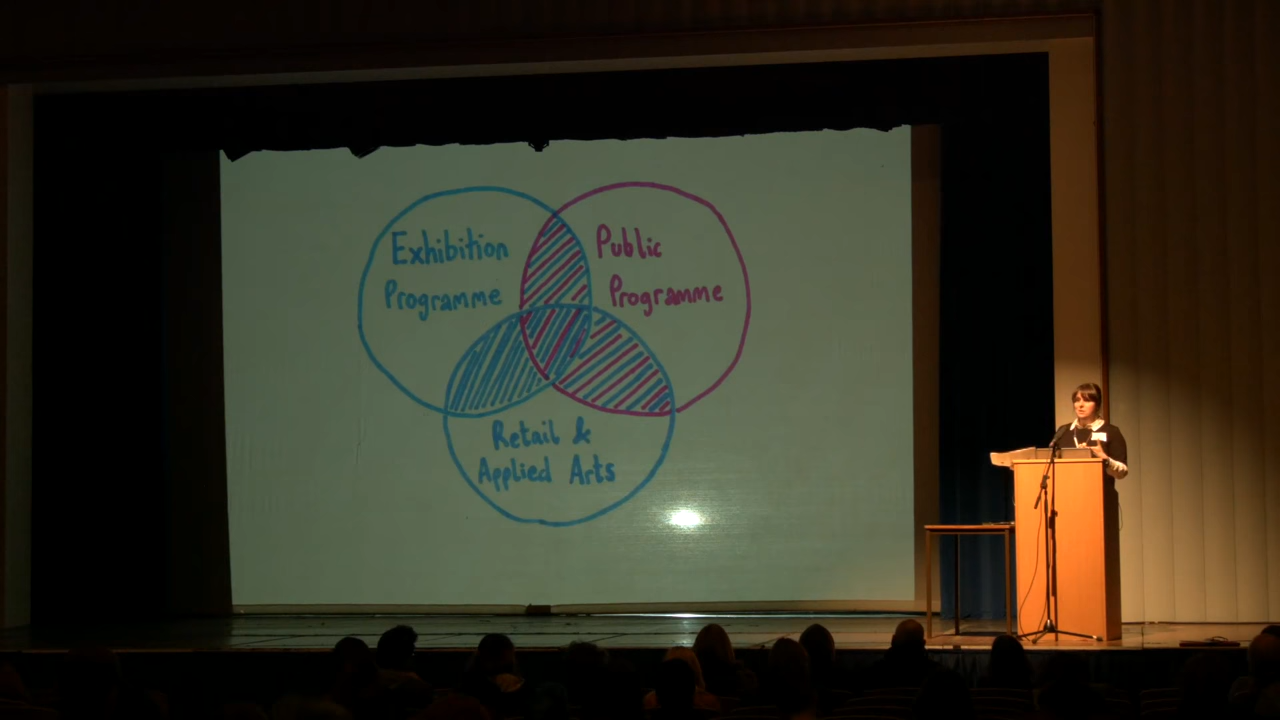 Exhibition
Programme
Public
Programme
Retail &
Applied Arts